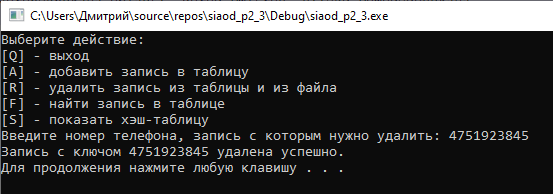 C:\Users\Дмитрий\source\repos\siaod_p2_3\Debug\siaod_p2_3.exe
Выберите действие:
[Q] - выход
[A] - добавить запись в таблицу
[R] - удалить запись из таблицы и из файла
[F] - найти запись в таблице
[S] - показать хэш-таблицу
Введите номер телефона, запись с которым нужно удалить: 4751923845
Запись с ключом 4751923845 удалена успешно.
Для продолжения нажмите любую клавишу . . .